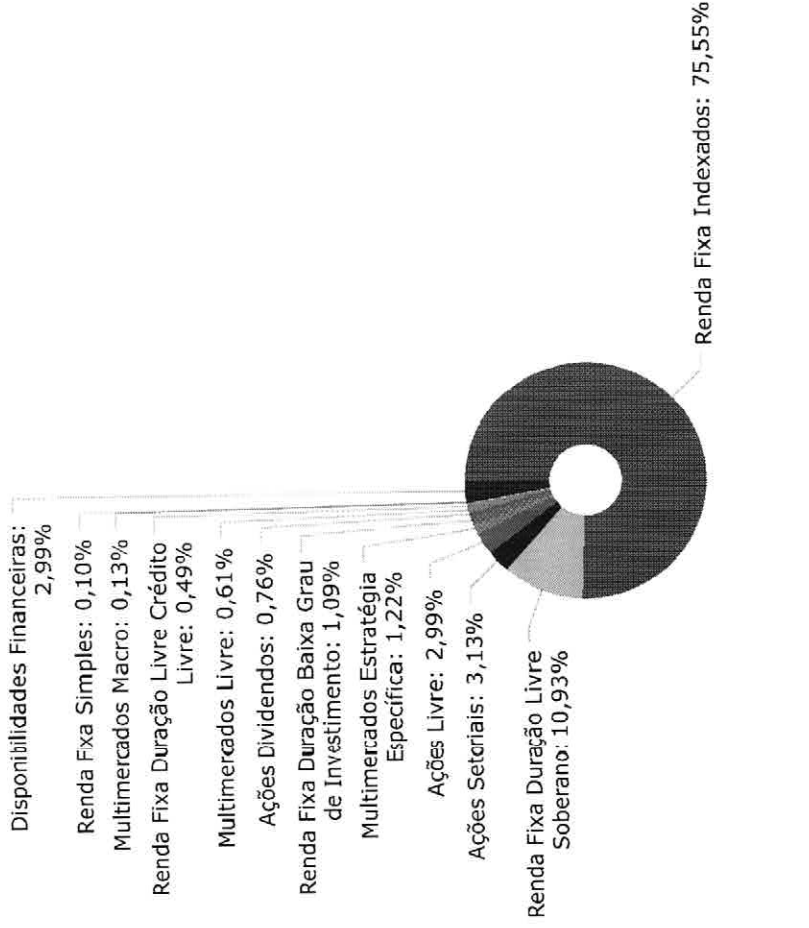 Disponibilidades Financeiras:
2,99%
Renda Fixa Simples: 0,10%
Multimercados Macro: 0,13%
Renda Fixa Duração Livre Crédito
Livre: 0,49%
Multimercados Livre: 0,61%
Ações Dividendos: 0,76%
Renda Fixa Duração Baixa Grau
de Investimento: 1,09%
Multimercados Estratégia
Específica: 1,22%
Ações Livre: 2,99%
Ações Setoriais: 3,13%
Renda Fixa Duração Livre
Soberano: 10,93%
Renda Fixa Indexados: 75,55%